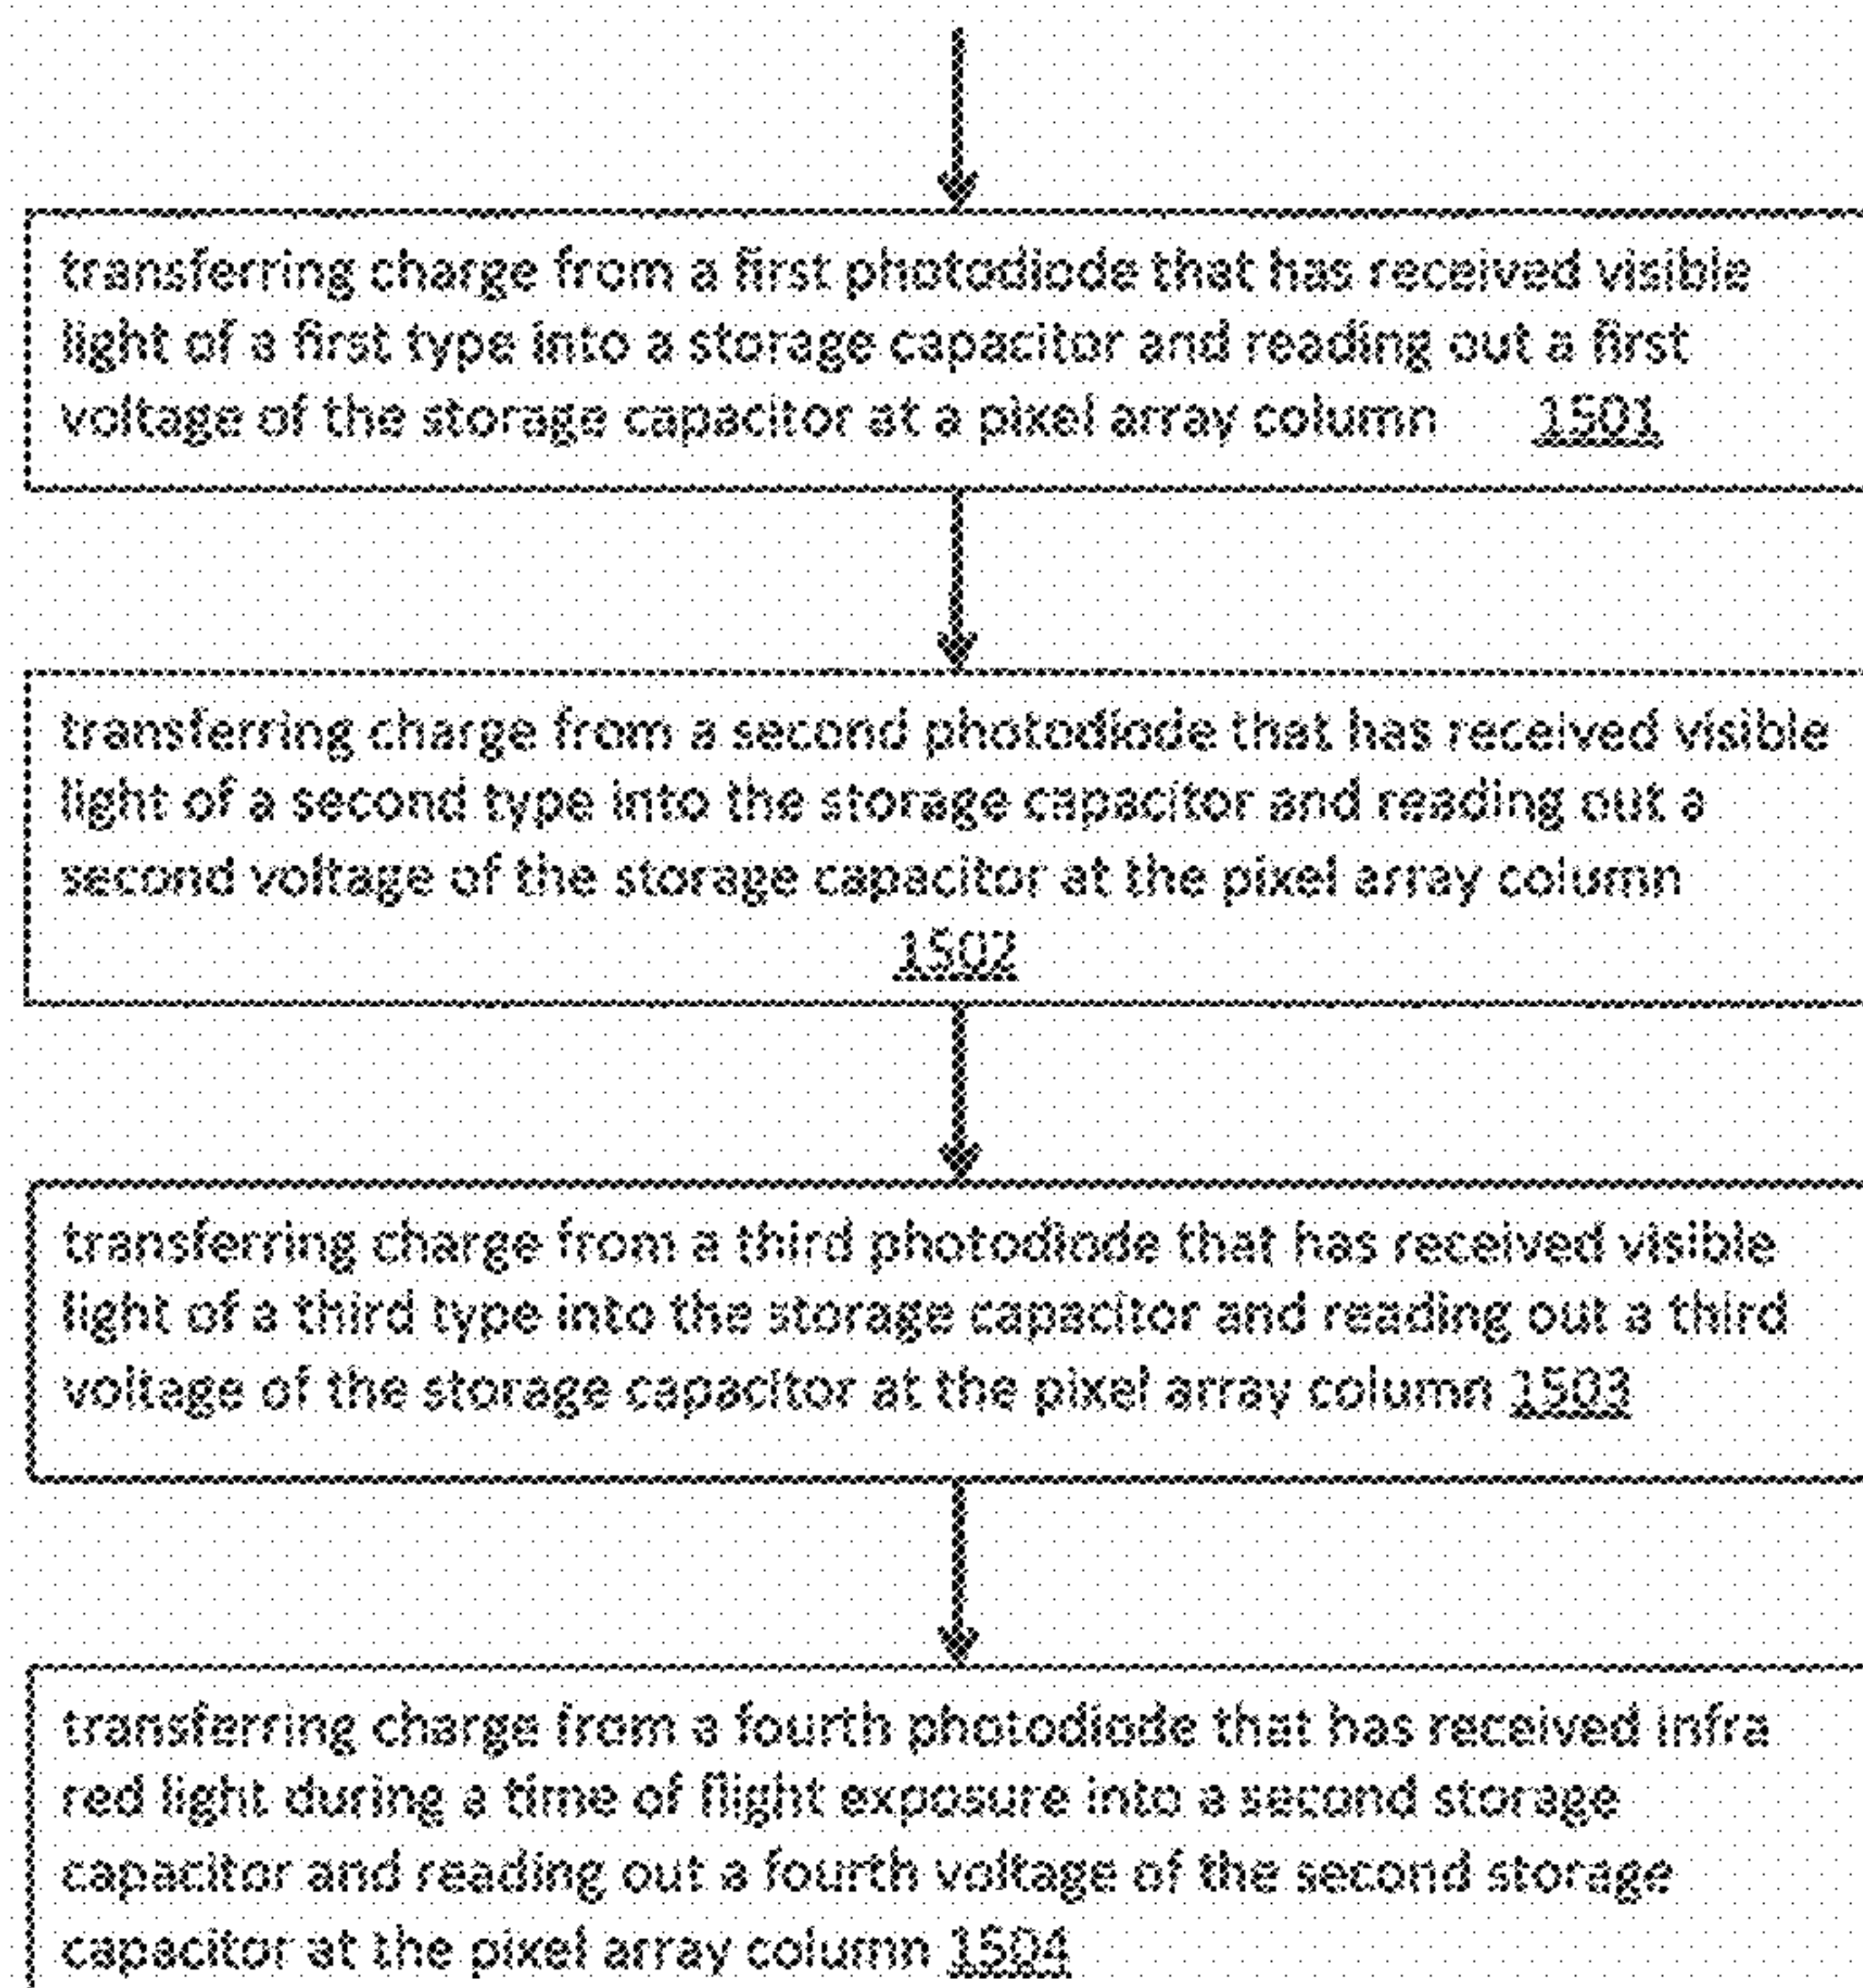 transferring charge from a first photodiode that has received visible
light of a first type into a storage capacitor and reading out a first
voltage of the storage capacitor at a pixel array column 1501
transferring charge from a second photodiode that has received visible
light of a second type into the storage capacitor and reading out a
second voltage of the storage capacitor at the pixel array column
1502
transferring charge from a third photodiode that has received visible
light of a third type into the storage capacitor and reading out a third
voltage of the storage capacitor at the pixel array column 1503
transferring charge from a fourth photodiode that has received infra
red light during a time of flight exposure into a second storage
capacitor and reading out a fourth voltage of the second storage
capacitor at the pixel array column 1504